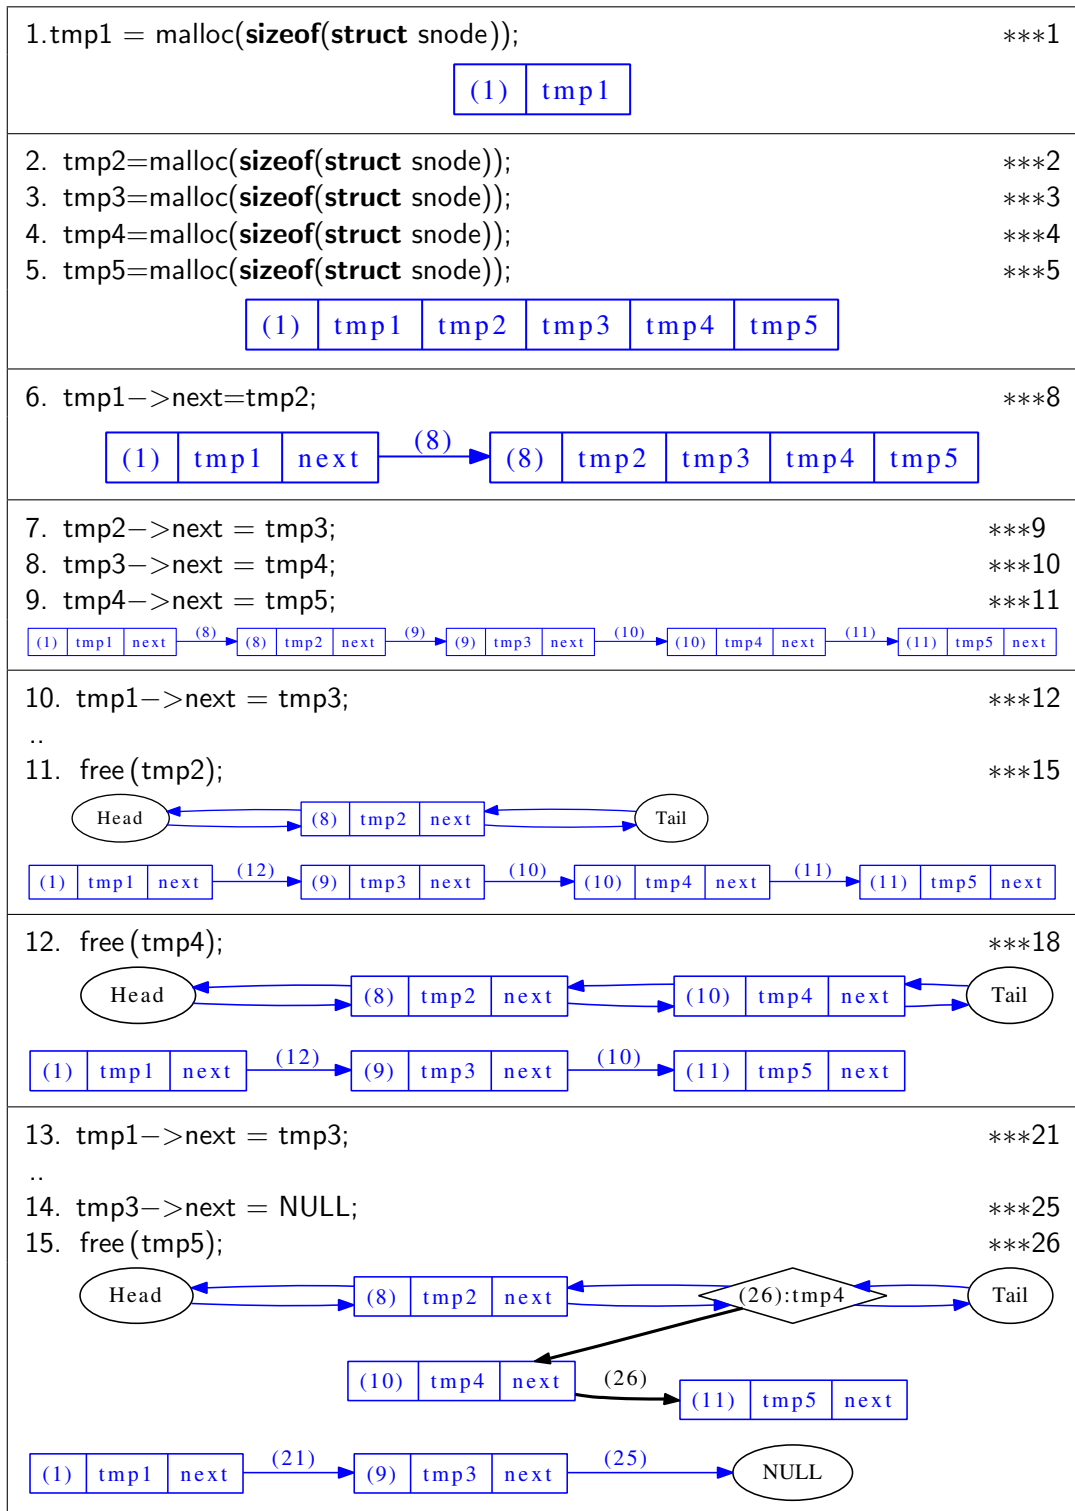 1.tmp1 = malloc(sizeof(struct snode)); ***1
(1) tmp1
2. tmp2=malloc(sizeof(struct snode)); ***2
3. tmp3=malloc(sizeof(struct snode)); ***3
4. tmp4=malloc(sizeof(struct snode)); ***4
5. tmp5=malloc(sizeof(struct snode)); ***5
(1) tmp1 tmp2 tmp3 tmp4 tmp5
6. tmp1−>next=tmp2; ***8
(1) tmp1 next (8) (8) tmp2 tmp3 tmp4 tmp5
7. tmp2−>next = tmp3; ***9
8. tmp3−>next = tmp4; ***10
9. tmp4−>next = tmp5; ***11
(1) tmp1 next (8) (8) tmp2 next (9) (9) tmp3 next (10) (10) tmp4 next (11) (11) tmp5 next
10. tmp1−>next = tmp3; ***12
..
11. free(tmp2); ***15
Head (8) tmp2 next Tail
(1) tmp1 next (12) (9) tmp3 next (10) (10) tmp4 next (11) (11) tmp5 next
12. free(tmp4); ***18
Head (8) tmp2 next (10) tmp4 next Tail
(1) tmp1 next (12) (9) tmp3 next (10) (11) tmp5 next
13. tmp1−>next = tmp3; ***21
..
14. tmp3−>next = NULL; ***25
15. free(tmp5); ***26
Head (8) tmp2 next (26):tmp4 Tail
(10) tmp4 next (26) (11) tmp5 next
(1) tmp1 next (21) (9) tmp3 next (25) NULL